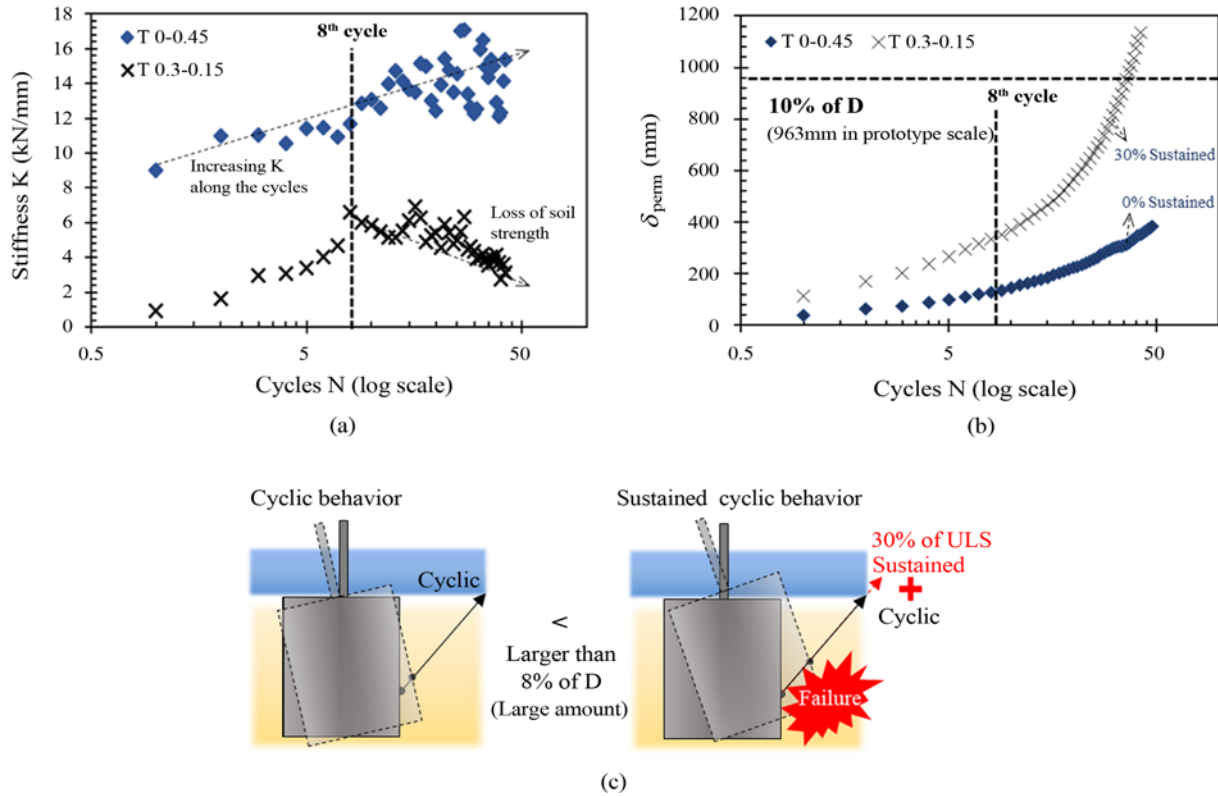 18
16
14
12
10
8
6
4
2
0
Stiffness K (kN/mm)
T 0-0.45
T 0.3-0.15
8th cycle
Increasing K
along the cycles
Loss of soil
strength
0.5
5
50
Cycles N (log scale)
(a)
1200
1000
800
600
400
200
0
δperm (mm)
T 0-0.45
T 0.3-0.15
10% of D
(963mm in prototype scale)
8th cycle
30% Sustained
0% Sustained
0.5
5
50
Cycles N (log scale)
(b)
Cyclic behavior
Cyclic
<
Larger than
8% of D
(Large amount)
Sustained cyclic behavior
30% of ULS
Sustained
+
Cyclic
Failure
(c)